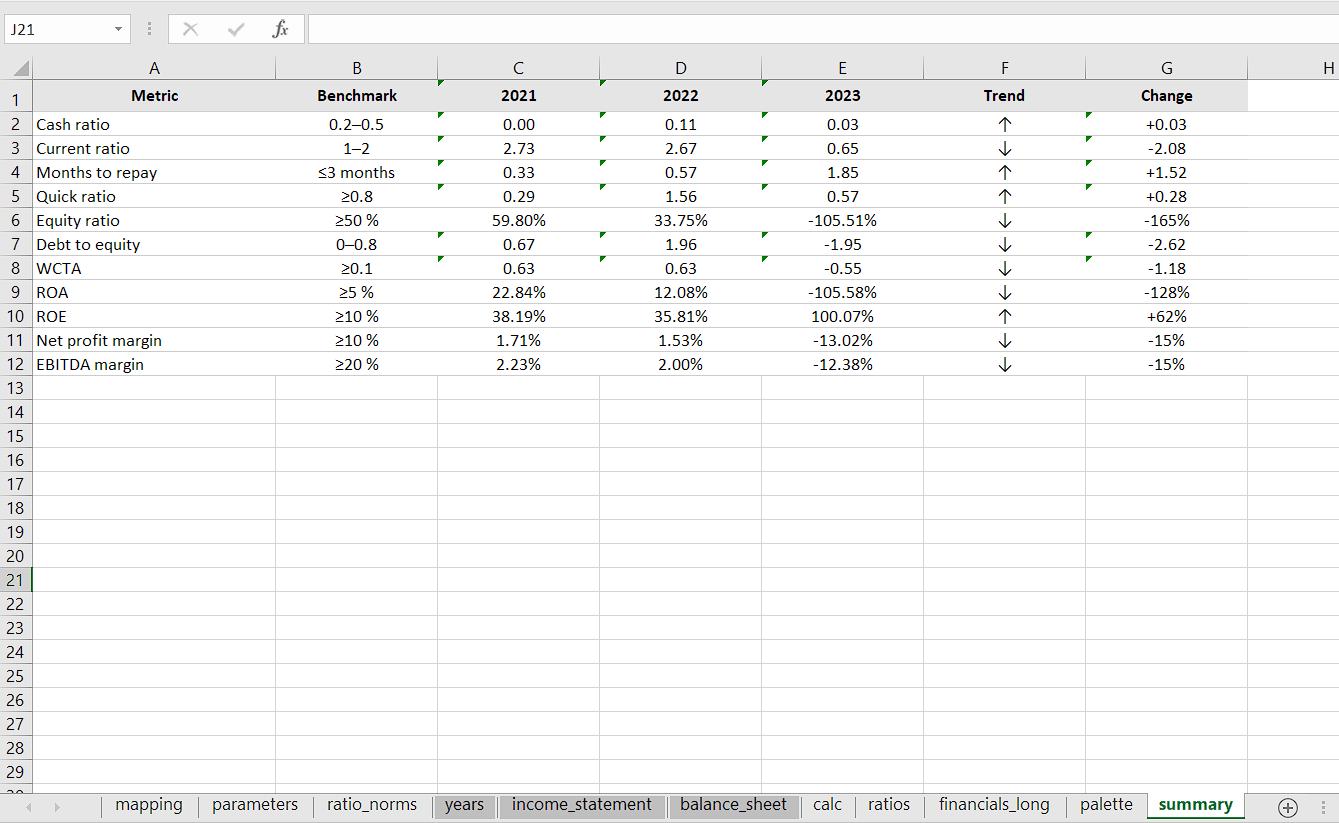 J21 fx
A B C D E F G H
1 Metric Benchmark 2021 2022 2023 Trend Change
2 Cash ratio 0.2–0.5 0.00 0.11 0.03 ↑ +0.03
3 Current ratio 1–2 2.73 2.67 0.65 ↓ -2.08
4 Months to repay ≤3 months 0.33 0.57 1.85 ↑ +1.52
5 Quick ratio ≥0.8 0.29 1.56 0.57 ↑ +0.28
6 Equity ratio ≥50 % 59.80% 33.75% -105.51% ↓ -165%
7 Debt to equity 0–0.8 0.67 1.96 -1.95 ↓ -2.62
8 WCTA ≥0.1 0.63 0.63 -0.55 ↓ -1.18
9 ROA ≥5 % 22.84% 12.08% -105.58% ↓ -128%
10 ROE ≥10 % 38.19% 35.81% 100.07% ↑ +62%
11 Net profit margin ≥10 % 1.71% 1.53% -13.02% ↓ -15%
12 EBITDA margin ≥20 % 2.23% 2.00% -12.38% ↓ -15%
13
14
15
16
17
18
19
20
21
22
23
24
25
26
27
28
29
mapping parameters ratio_norms years income_statement balance_sheet calc ratios financials_long palette summary